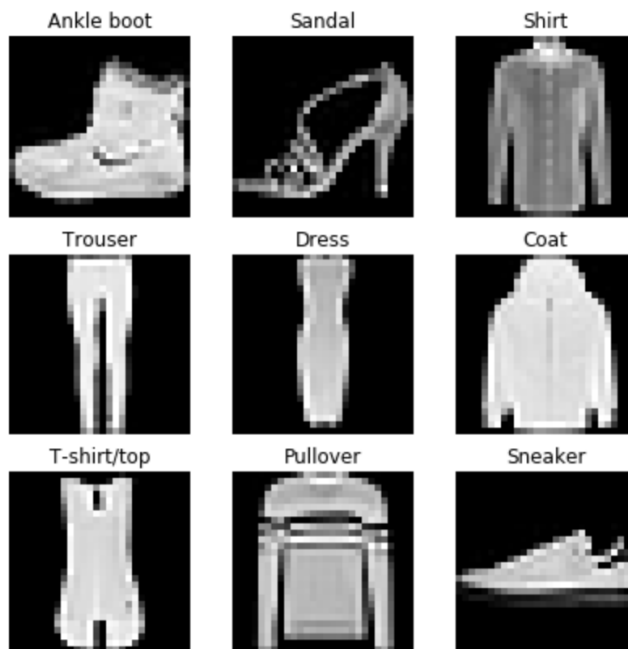 Ankle boot
Sandal
Shirt
Trouser
Dress
Coat
T-shirt/top
Pullover
Sneaker